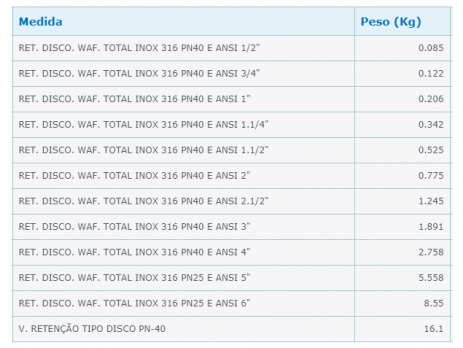 Medida Peso (Kg)
RET. DISCO. WAF. TOTAL INOX 316 PN40 E ANSI 1/2" 0.085
RET. DISCO. WAF. TOTAL INOX 316 PN40 E ANSI 3/4" 0.122
RET. DISCO. WAF. TOTAL INOX 316 PN40 E ANSI 1" 0.206
RET. DISCO. WAF. TOTAL INOX 316 PN40 E ANSI 1.1/4" 0.342
RET. DISCO. WAF. TOTAL INOX 316 PN40 E ANSI 1.1/2" 0.525
RET. DISCO. WAF. TOTAL INOX 316 PN40 E ANSI 2" 0.775
RET. DISCO. WAF. TOTAL INOX 316 PN40 E ANSI 2.1/2" 1.245
RET. DISCO. WAF. TOTAL INOX 316 PN40 E ANSI 3" 1.891
RET. DISCO. WAF. TOTAL INOX 316 PN40 E ANSI 4" 2.758
RET. DISCO. WAF. TOTAL INOX 316 PN25 E ANSI 5" 5.558
RET. DISCO. WAF. TOTAL INOX 316 PN25 E ANSI 6" 8.55
V. RETENÇÃO TIPO DISCO PN-40 16.1